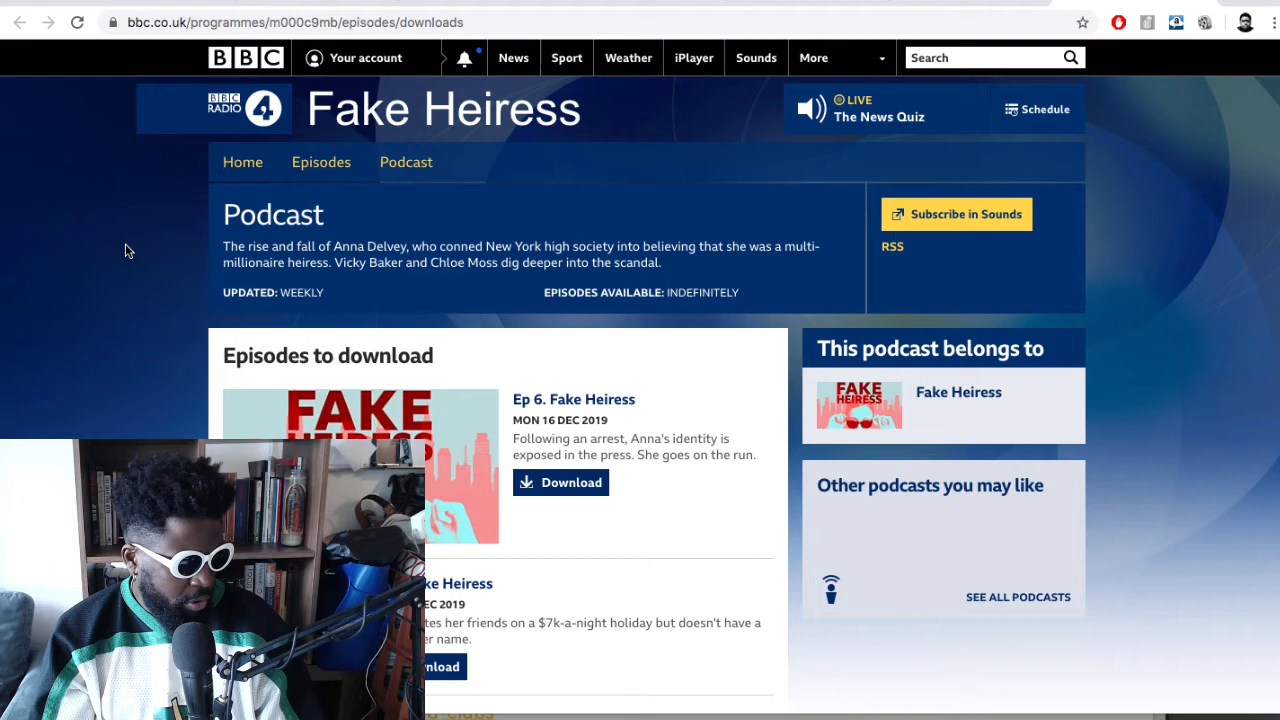 bbc.co.uk/programmes/m000c9mb/episodes/downloads
BBC
Your account
News
Sport
Weather
iPlayer
Sounds
More
Search
BBC RADIO 4
Fake Heiress
LIVE
The News Quiz
Schedule
Home
Episodes
Podcast
Podcast
The rise and fall of Anna Delvey, who conned New York high society into believing that she was a multi-
millionaire heiress. Vicky Baker and Chloe Moss dig deeper into the scandal.
UPDATED: WEEKLY
EPISODES AVAILABLE: INDEFINITELY
Subscribe in Sounds
RSS
Episodes to download
FAKE
HEIRESS
Ep 6. Fake Heiress
MON 16 DEC 2019
Following an arrest, Anna's identity is
exposed in the press. She goes on the run.
Download
ke Heiress
EC 2019
tes her friends on a $7k-a-night holiday but doesn't have a
er name.
nload
This podcast belongs to
FAKE
HEIRESS
Fake Heiress
Other podcasts you may like
SEE ALL PODCASTS